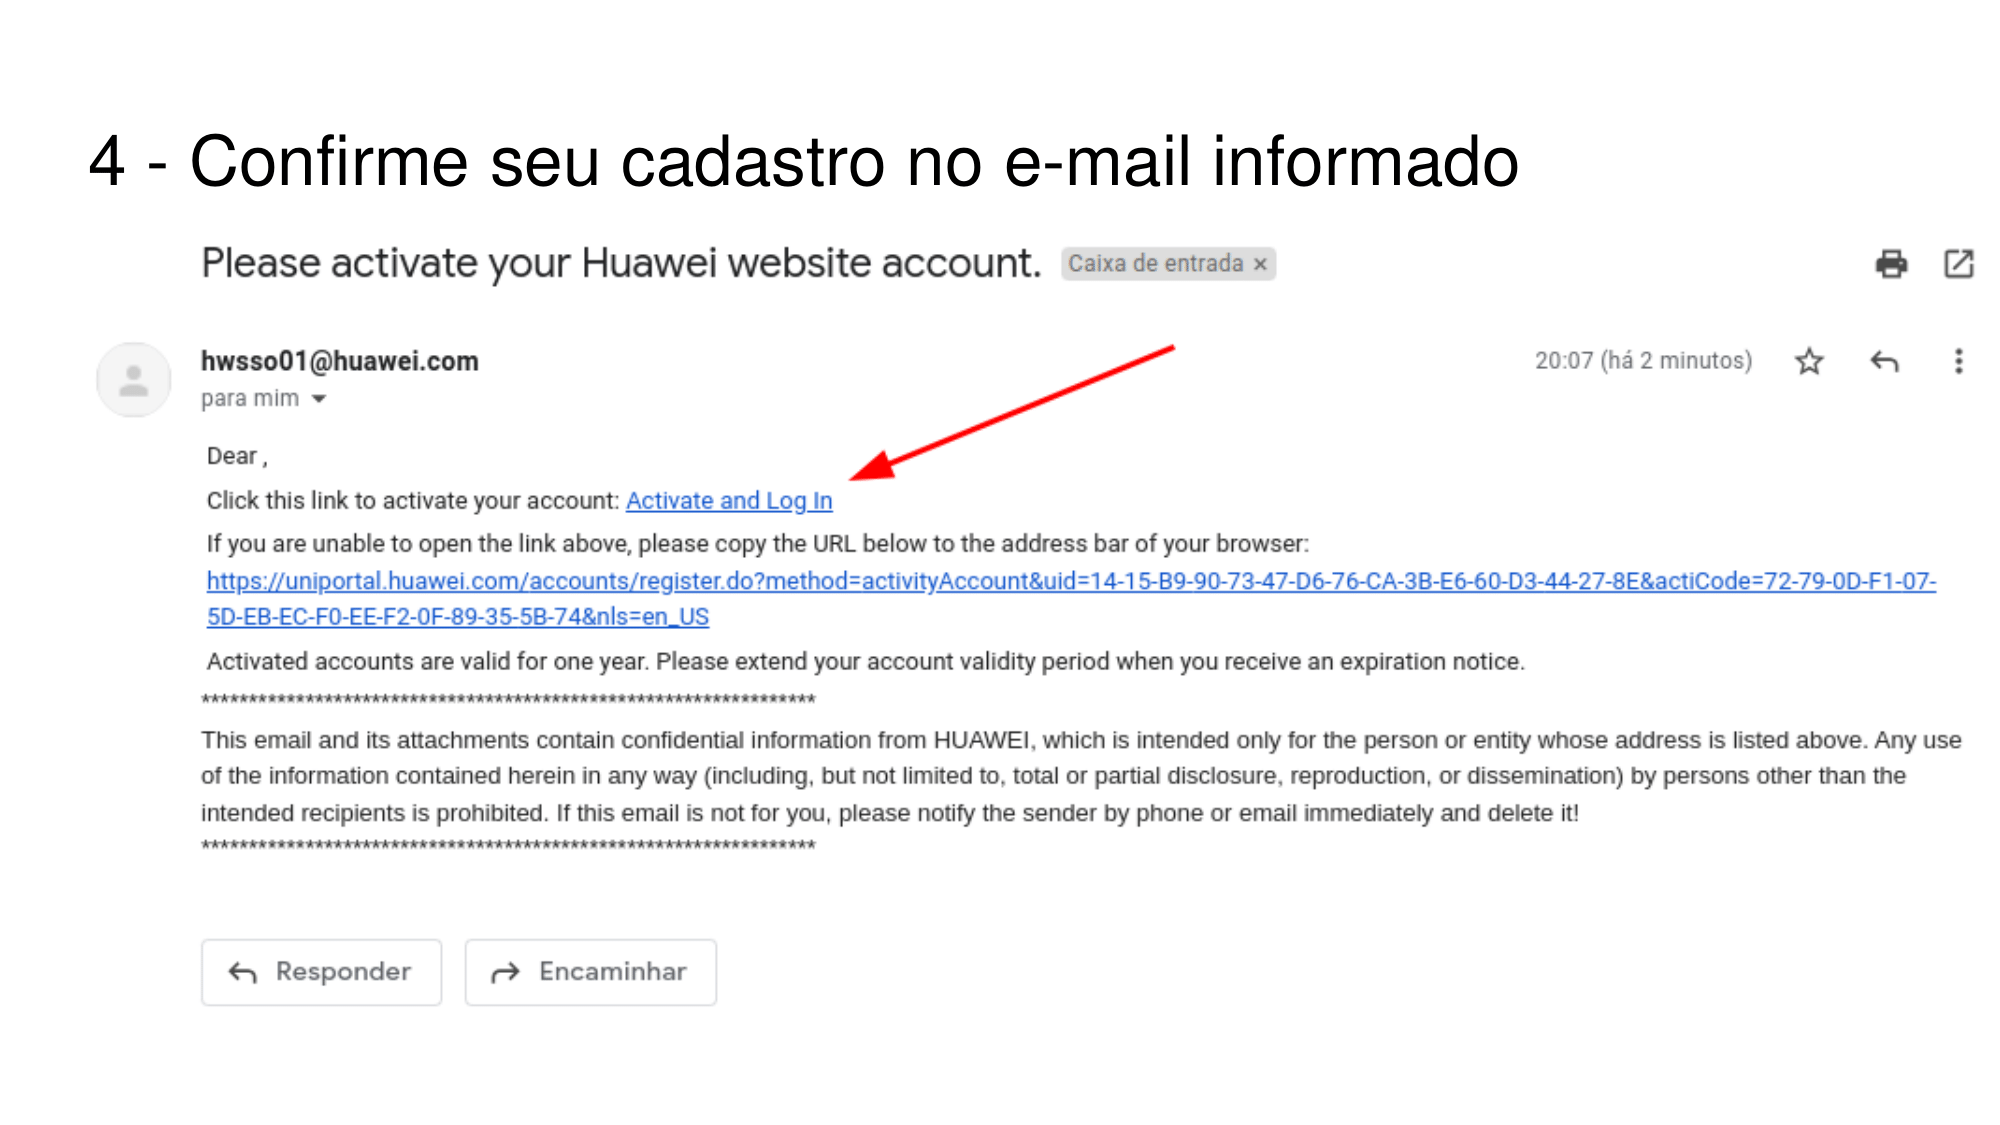 4 - Confirme seu cadastro no e-mail informado
Please activate your Huawei website account. Caixa de entrada ×
hwsso01@huawei.com 20:07 (há 2 minutos)
para mim
Dear ,
Click this link to activate your account: Activate and Log In
If you are unable to open the link above, please copy the URL below to the address bar of your browser:
https://uniportal.huawei.com/accounts/register.do?method=activityAccount&uid=14-15-B9-90-73-47-D6-76-CA-3B-E6-60-D3-44-27-8E&actiCode=72-79-0D-F1-07-
5D-EB-EC-F0-EE-F2-0F-89-35-5B-74&nls=en_US
Activated accounts are valid for one year. Please extend your account validity period when you receive an expiration notice.
*****************************************************************
This email and its attachments contain confidential information from HUAWEI, which is intended only for the person or entity whose address is listed above. Any use
of the information contained herein in any way (including, but not limited to, total or partial disclosure, reproduction, or dissemination) by persons other than the
intended recipients is prohibited. If this email is not for you, please notify the sender by phone or email immediately and delete it!
*****************************************************************
Responder Encaminhar